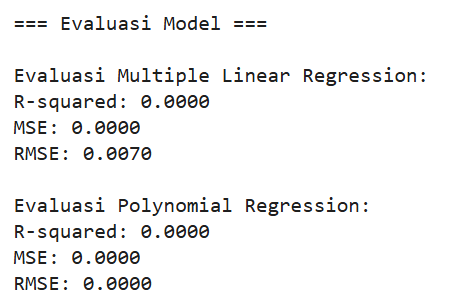 === Evaluasi Model ===
Evaluasi Multiple Linear Regression:
R-squared: 0.0000
MSE: 0.0000
RMSE: 0.0070
Evaluasi Polynomial Regression:
R-squared: 0.0000
MSE: 0.0000
RMSE: 0.0000